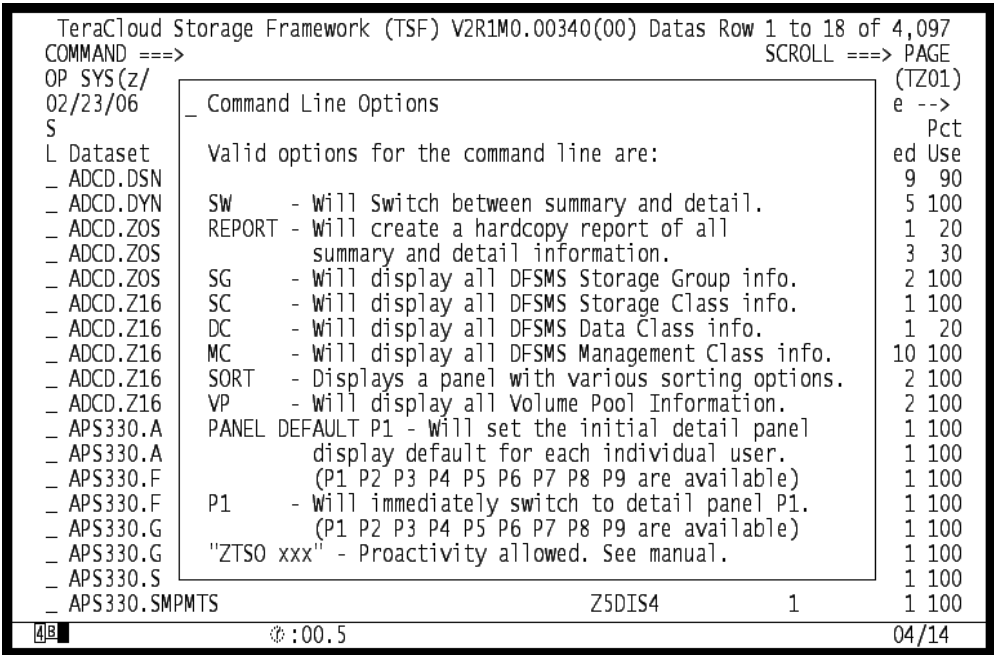 TeraCloud Storage Framework (TSF) V2R1M0.00340(00) Datas Row 1 to 18 of 4,097
COMMAND ===> SCROLL ===> PAGE
OP SYS(z/ (TZ01)
02/23/06 _ Command Line Options e -->
S Pct
L Dataset Valid options for the command line are: ed Use
_ ADCD.DSN 9 90
_ ADCD.DYN SW - Will Switch between summary and detail. 5 100
_ ADCD.ZOS REPORT - Will create a hardcopy report of all 1 20
_ ADCD.ZOS summary and detail information. 3 30
_ ADCD.ZOS SG - Will display all DFSMS Storage Group info. 2 100
_ ADCD.Z16 SC - Will display all DFSMS Storage Class info. 1 100
_ ADCD.Z16 DC - Will display all DFSMS Data Class info. 1 20
_ ADCD.Z16 MC - Will display all DFSMS Management Class info. 10 100
_ ADCD.Z16 SORT - Displays a panel with various sorting options. 2 100
_ ADCD.Z16 VP - Will display all Volume Pool Information. 2 100
_ APS330.A PANEL DEFAULT P1 - Will set the initial detail panel 1 100
_ APS330.A display default for each individual user. 1 100
_ APS330.F (P1 P2 P3 P4 P5 P6 P7 P8 P9 are available) 1 100
_ APS330.F P1 - Will immediately switch to detail panel P1. 1 100
_ APS330.G (P1 P2 P3 P4 P5 P6 P7 P8 P9 are available) 1 100
_ APS330.G "ZTSO xxx" - Proactivity allowed. See manual. 1 100
_ APS330.S 1 100
_ APS330.SMPMTS Z5DIS4 1 1 100
4B :00.5 04/14